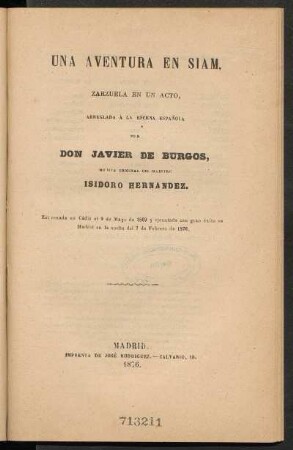 UNA AVENTURA EN SIAM,
ZARZUELA EN UN ACTO,
ARREGLADA Á LA ESCENA ESPAÑOLA
POR
DON JAVIER DE BURGOS,
MÚSICA ORIGINAL DEL MAESTRO
ISIDORO HERNANDEZ.
Estrenada en Cádiz el 8 de Mayo de y ejecutada con gran éxito en
Madrid en la noche del 7 de Febrero de 1876.
MADRID.
IMPRENTA DE JOSÉ RODRIGUEZ.—CALVARIO, 18.
1876.
713211